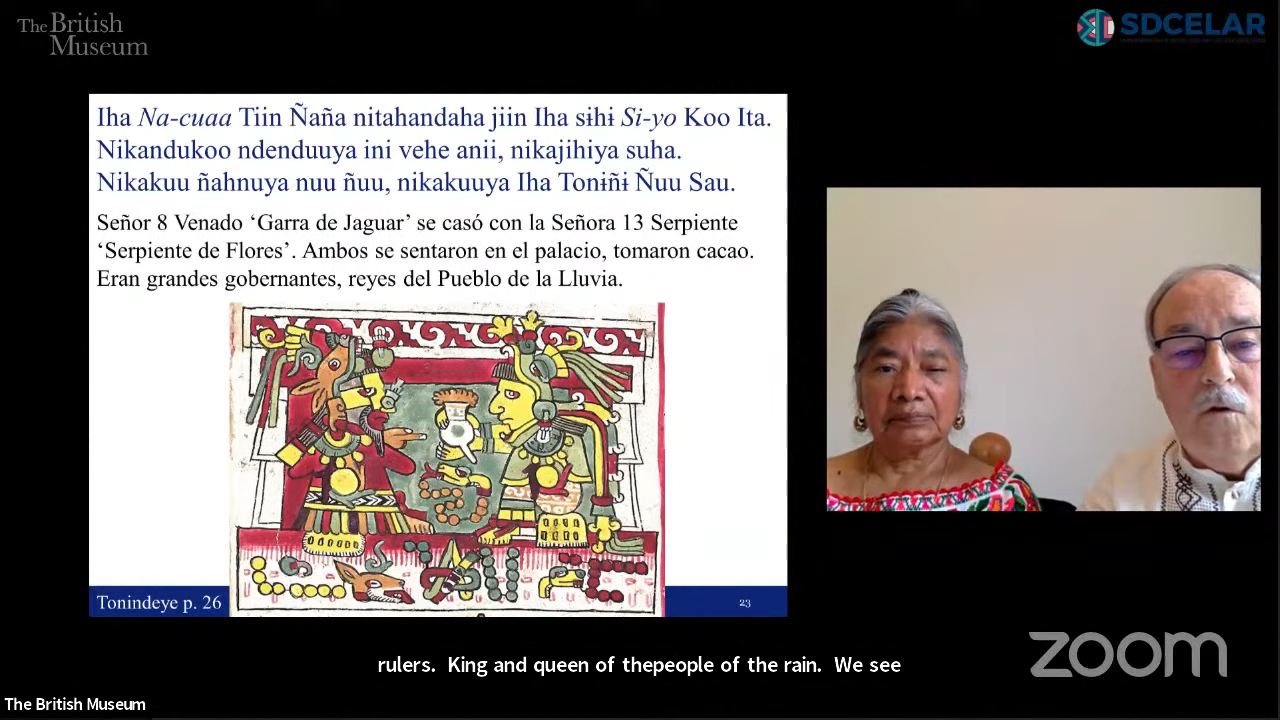 The British
Museum
SDCELAR
Iha Na-cuaa Tiin Ñaña nitahandaha jiin Iha sɨhɨ Si-yo Koo Ita.
Nikandukoo ndenduuya ini vehe anii, nikajihiya suha.
Nikakuu ñahnuya nuu ñuu, nikakuuya Iha Tonɨñɨ Ñuu Sau.
Señor 8 Venado ‘Garra de Jaguar’ se casó con la Señora 13 Serpiente
‘Serpiente de Flores’. Ambos se sentaron en el palacio, tomaron cacao.
Eran grandes gobernantes, reyes del Pueblo de la Lluvia.
Tonindeye p. 26
23
rulers. King and queen of thepeople of the rain. We see
zoom
The British Museum